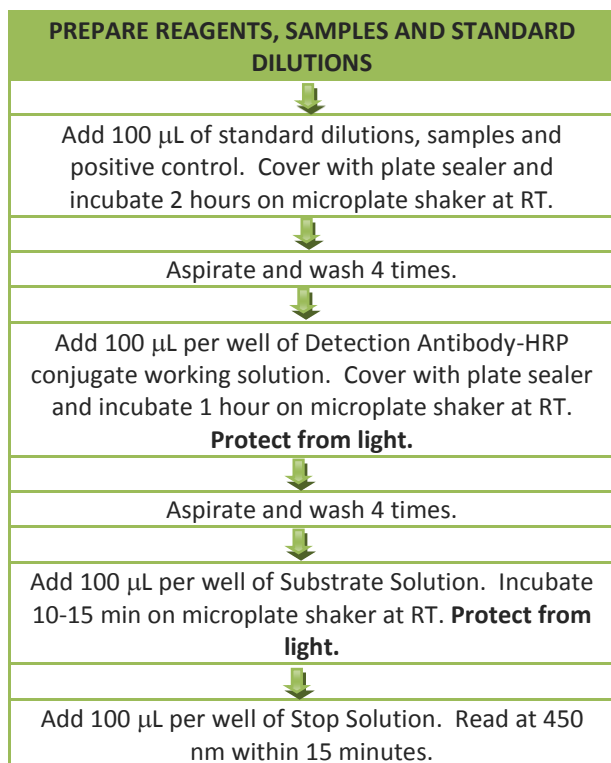 PREPARE REAGENTS, SAMPLES AND STANDARD
DILUTIONS
Add 100 µL of standard dilutions, samples and
positive control.  Cover with plate sealer and
incubate 2 hours on microplate shaker at RT.
Aspirate and wash 4 times.
Add 100 µL per well of Detection Antibody-HRP
conjugate working solution.  Cover with plate sealer
and incubate 1 hour on microplate shaker at RT.
Protect from light.
Aspirate and wash 4 times.
Add 100 µL per well of Substrate Solution.  Incubate
10-15 min on microplate shaker at RT. Protect from
light.
Add 100 µL per well of Stop Solution.  Read at 450
nm within 15 minutes.